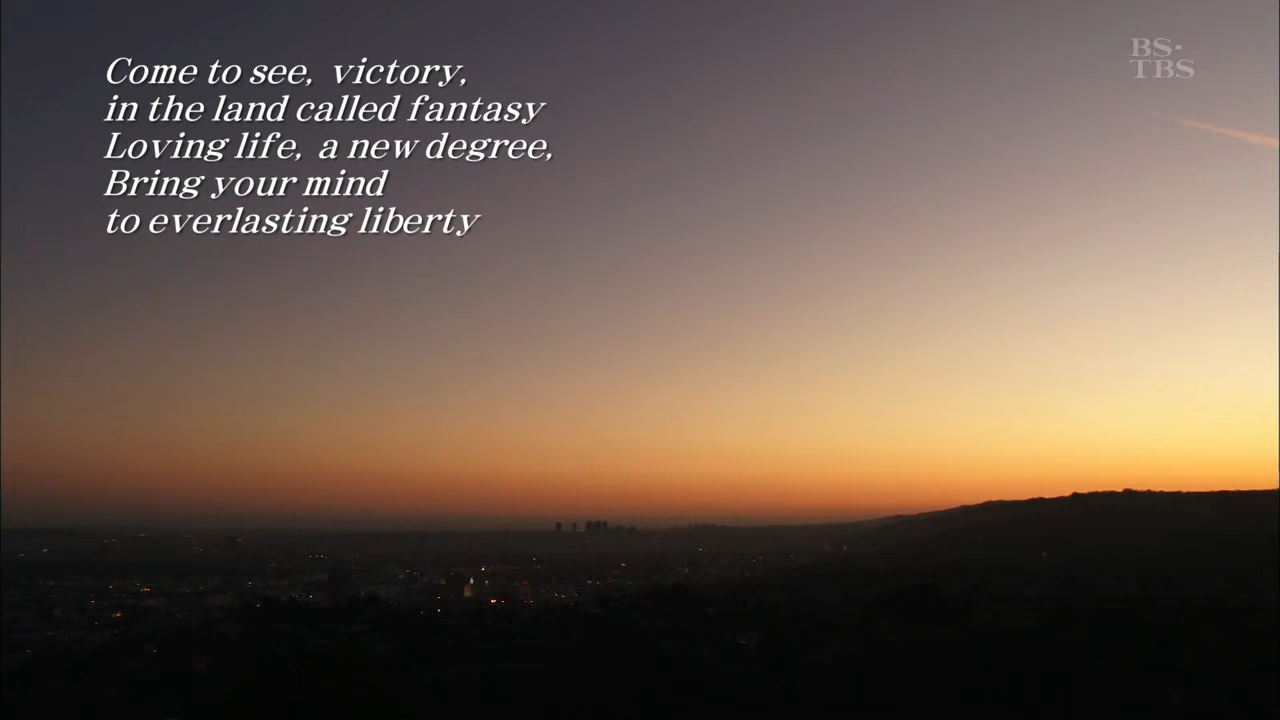 Come to see, victory,
in the land called fantasy
Loving life, a new degree,
Bring your mind
to everlasting liberty
BS-
TBS